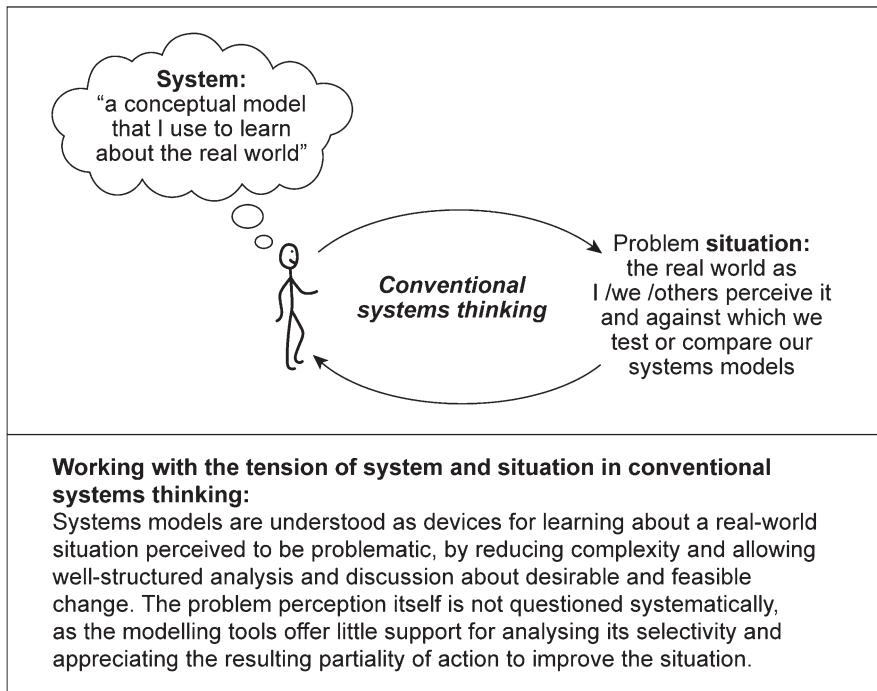 System:
“a conceptual model
that I use to learn
about the real world”
Conventional
systems thinking
Problem situation:
the real world as
I /we /others perceive it
and against which we
test or compare our
systems models
Working with the tension of system and situation in conventional
systems thinking:
Systems models are understood as devices for learning about a real-world
situation perceived to be problematic, by reducing complexity and allowing
well-structured analysis and discussion about desirable and feasible
change. The problem perception itself is not questioned systematically,
as the modelling tools offer little support for analysing its selectivity and
appreciating the resulting partiality of action to improve the situation.